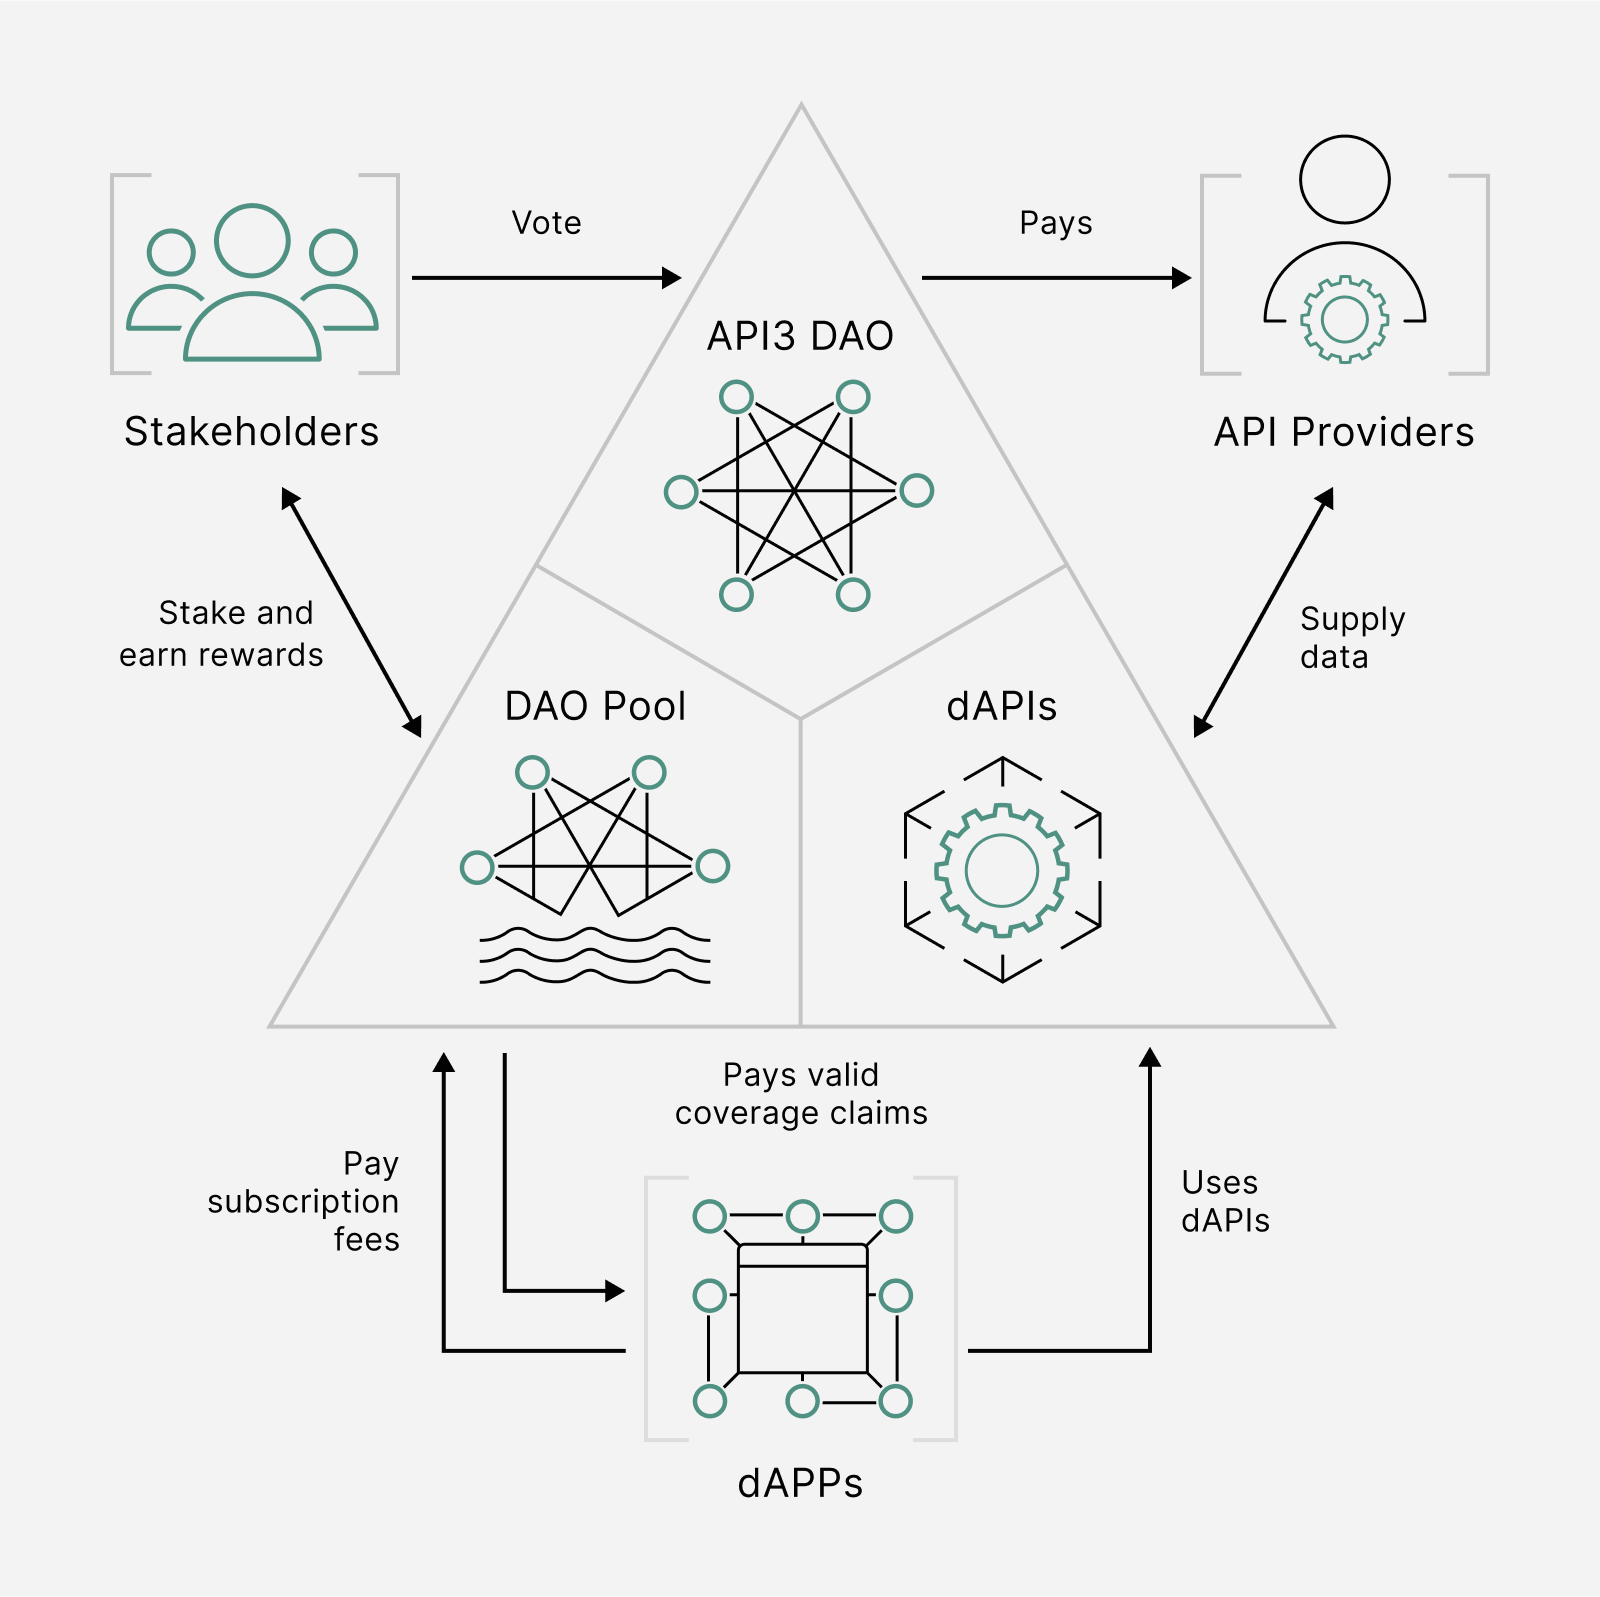 Vote
Pays
API3 DAO
Stakeholders
API Providers
Stake and
earn rewards
Supply
data
DAO Pool
dAPIs
Pays valid
coverage claims
Pay
subscription
fees
Uses
dAPIs
dAPPs